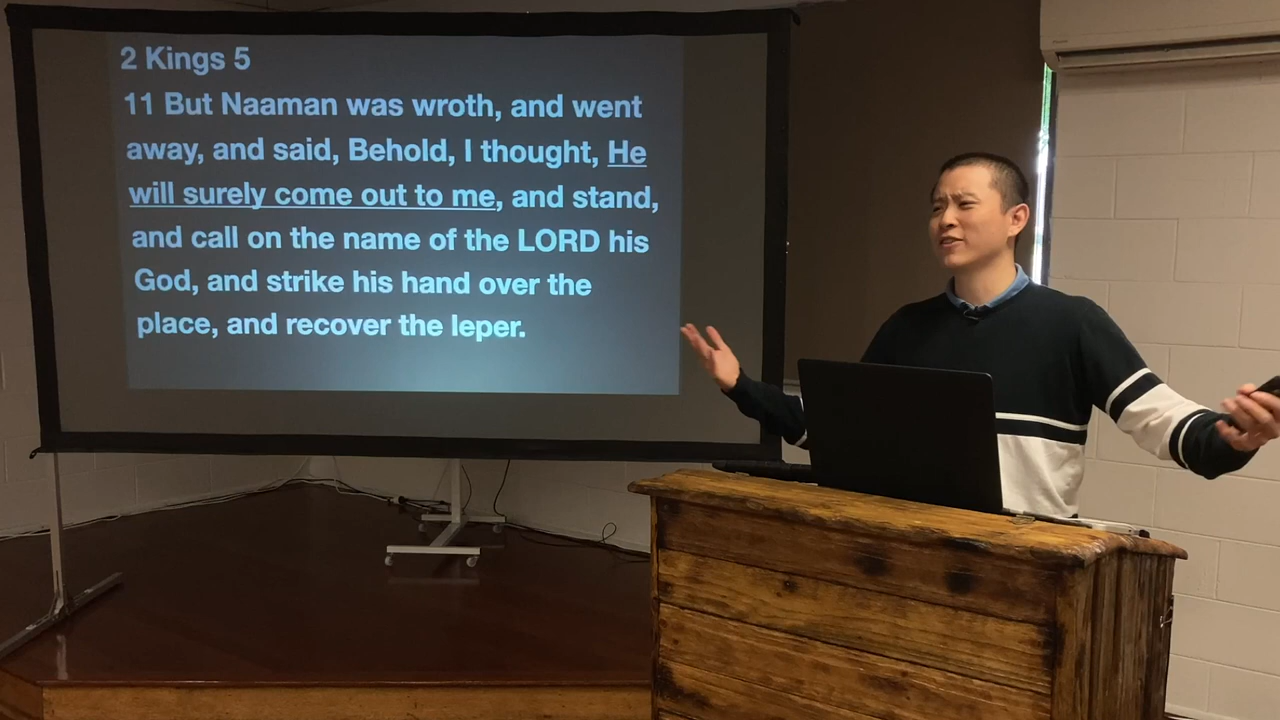 2 Kings 5
11 But Naaman was wroth, and went
away, and said, Behold, I thought, He
will surely come out to me, and stand,
and call on the name of the LORD his
God, and strike his hand over the
place, and recover the leper.